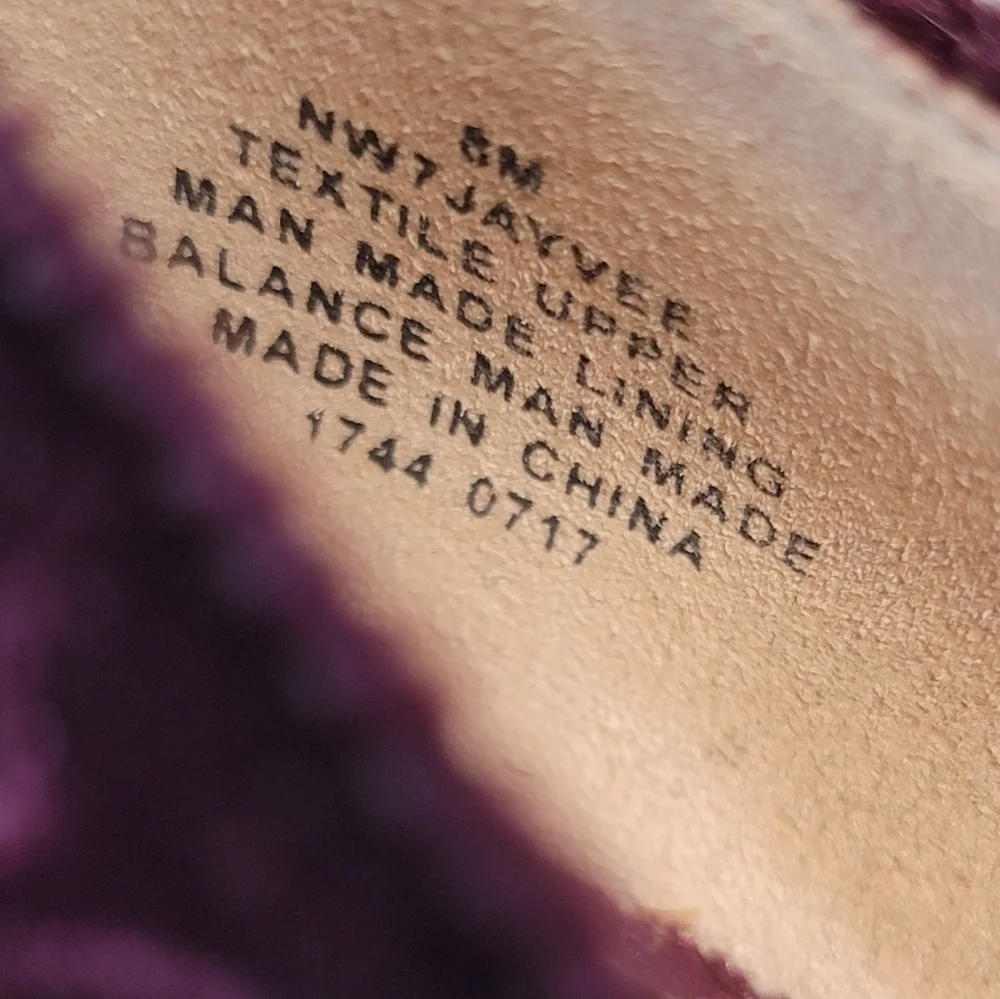 8M
NW7JAYVEE
TEXTILE UPPER
MAN MADE LINING
BALANCE MAN MADE
MADE IN CHINA
1744 0717